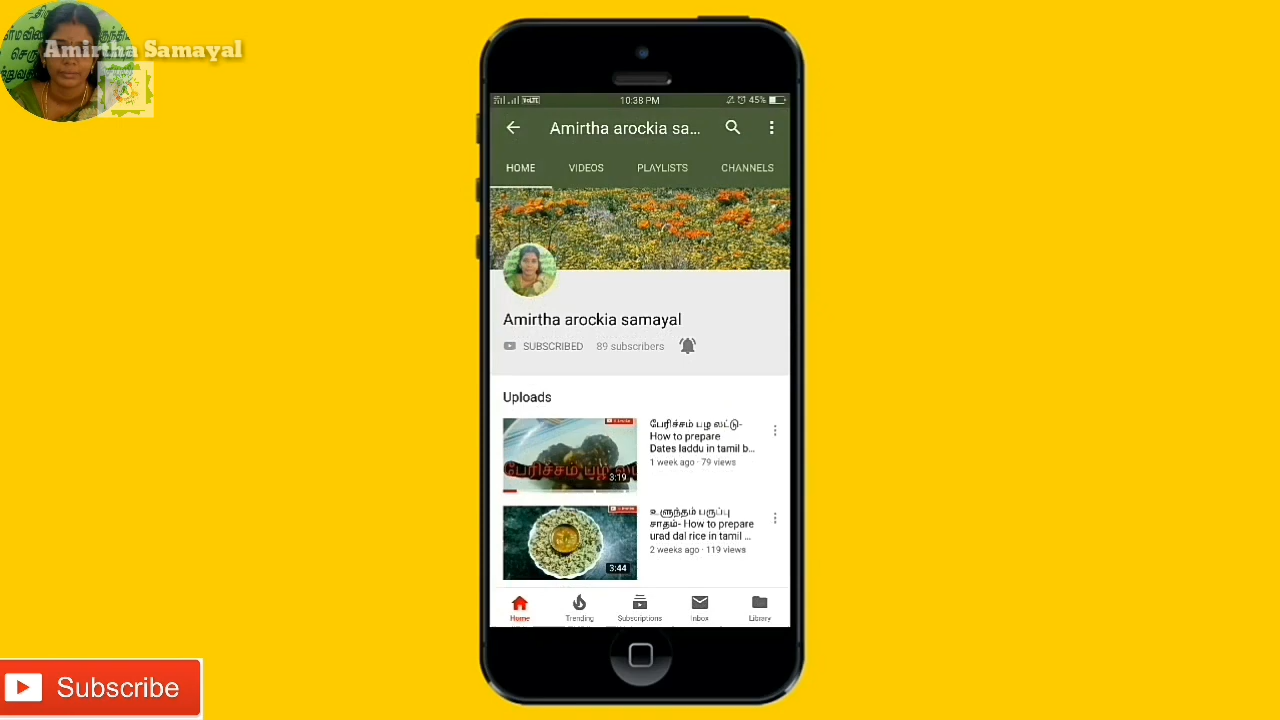 Amirtha Samayal
VoLTE
10:38 PM
45%
Amirtha arockia sa...
HOME
VIDEOS
PLAYLISTS
CHANNELS
Amirtha arockia samayal
SUBSCRIBED
89 subscribers
Uploads
பேரிச்சம் பழ லட்டு-
How to prepare
Dates laddu in tamil b...
1 week ago · 79 views
பேரிச்சம் பழ
3:19
உளுந்தம் பருப்பு
சாதம்- How to prepare
urad dal rice in tamil ...
2 weeks ago · 119 views
3:44
Home
Trending
Subscriptions
Inbox
Library
Subscribe